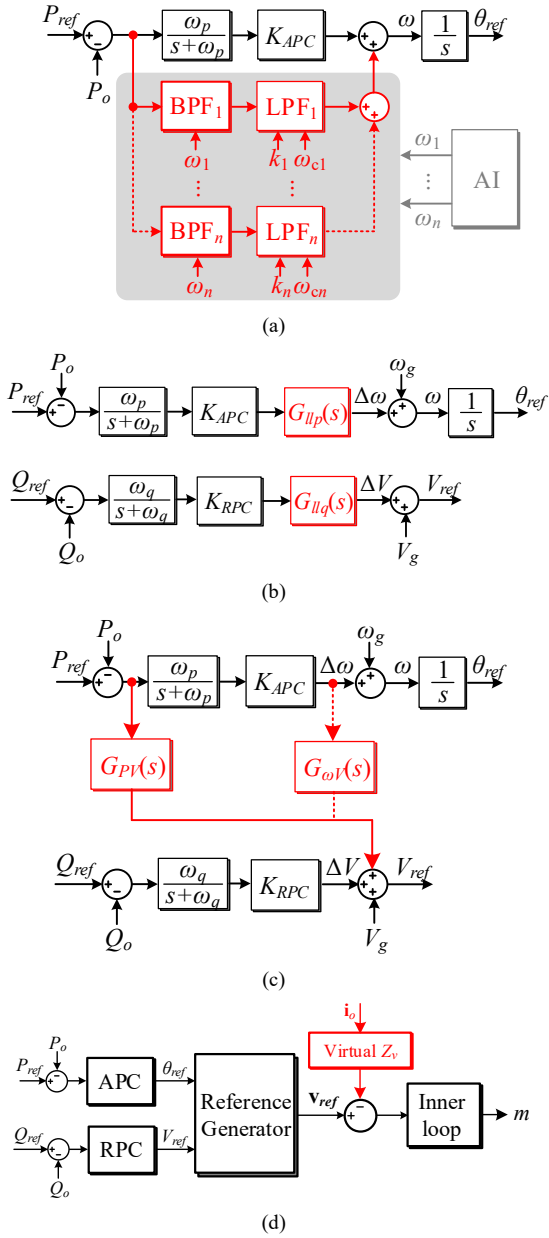 P_ref + − ω_p / s+ω_p K_APC + + ω 1/s θ_ref
P_o
BPF_1 LPF_1 + +
ω_1 k_1 ω_c1
ω_1
⋮ ⋮ ⋮ AI
ω_n
BPF_n LPF_n
ω_n k_n ω_cn
(a)
P_o ω_g
P_ref + − ω_p / s+ω_p K_APC G_llp(s) Δω + + ω 1/s θ_ref
Q_ref + − ω_q / s+ω_q K_RPC G_llq(s) ΔV + + V_ref
Q_o V_g
(b)
P_o ω_g
P_ref + − ω_p / s+ω_p K_APC Δω + + ω 1/s θ_ref
G_PV(s) G_ωV(s)
Q_ref + − ω_q / s+ω_q K_RPC ΔV + + + V_ref
Q_o V_g
(c)
i_o
P_o Virtual Z_v
P_ref + − APC θ_ref
Reference Generator v_ref + − Inner loop m
Q_ref + − RPC V_ref
Q_o
(d)